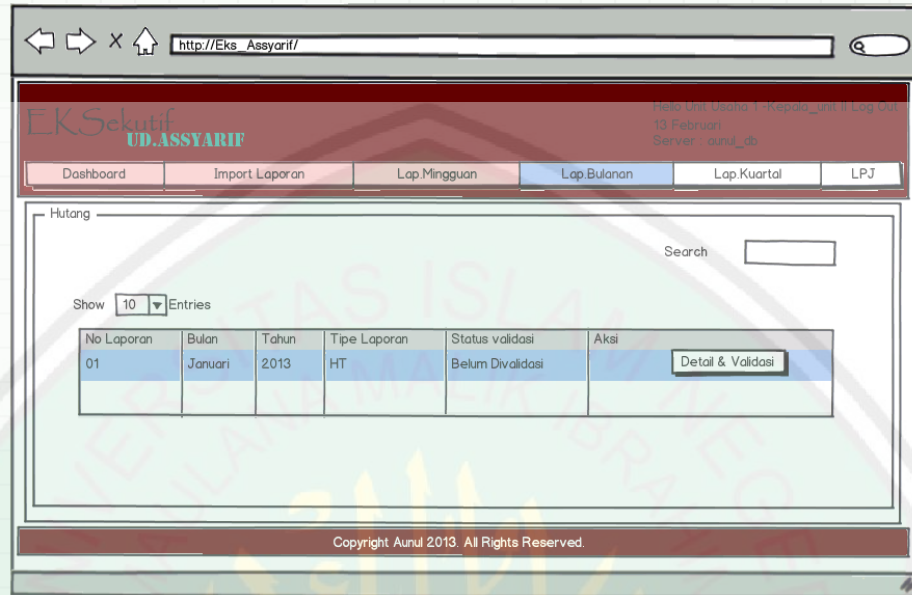 http://Eks_Assyarif/
EKSekutif
UD.ASSYARIF
Hello Unit Usaha 1 -Kepala_unit II Log Out
13 Februari
Server : aunul_db
Dashboard Import Laporan Lap.Mingguan Lap.Bulanan Lap.Kuartal LPJ
Hutang
Search
Show 10 Entries
No Laporan Bulan Tahun Tipe Laporan Status validasi Aksi
01 Januari 2013 HT Belum Divalidasi Detail & Validasi
Copyright Aunul 2013. All Rights Reserved.